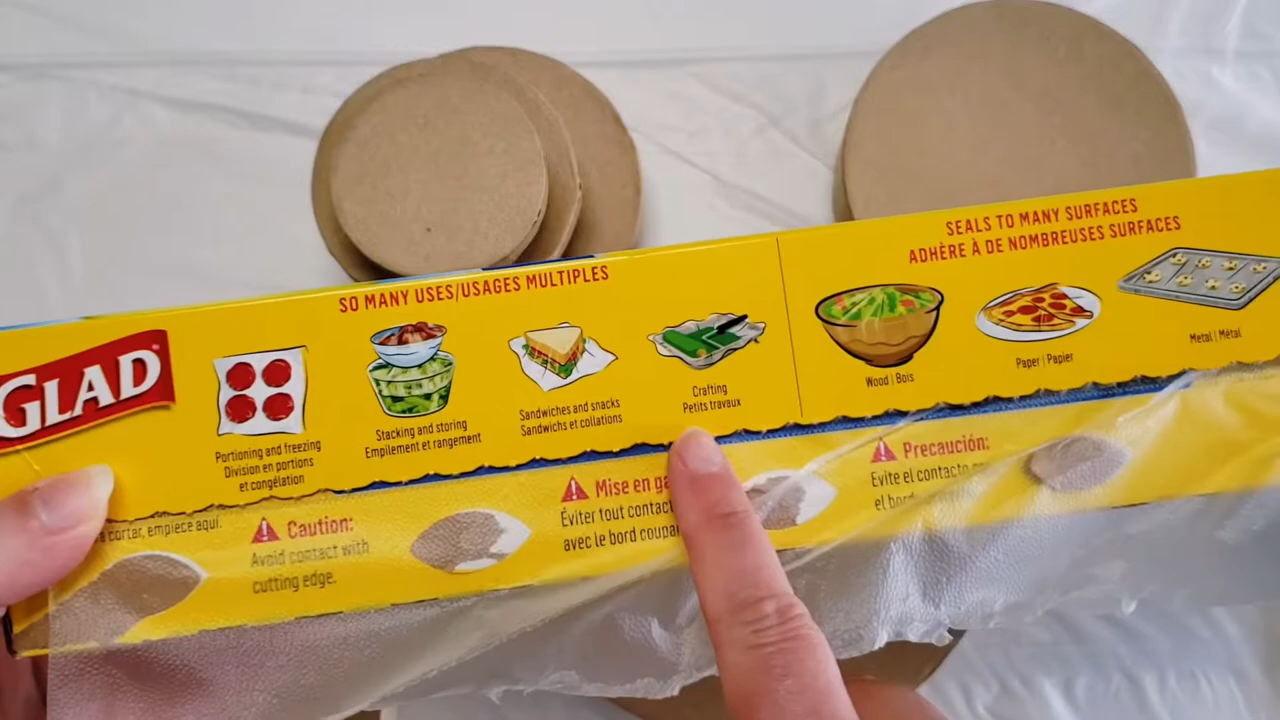 SO MANY USES/USAGES MULTIPLES
SEALS TO MANY SURFACES
ADHÈRE À DE NOMBREUSES SURFACES
GLAD
Portioning and freezing
Division en portions
et congélation
Stacking and storing
Empilement et rangement
Sandwiches and snacks
Sandwichs et collations
Crafting
Petits travaux
Wood | Bois
Paper | Papier
Metal | Métal
cortar, empiece aquí.
Caution:
Avoid contact with
cutting edge.
Mise en ga
Éviter tout contact
avec le bord coupa
Precaución:
Evite el contacto
el bord